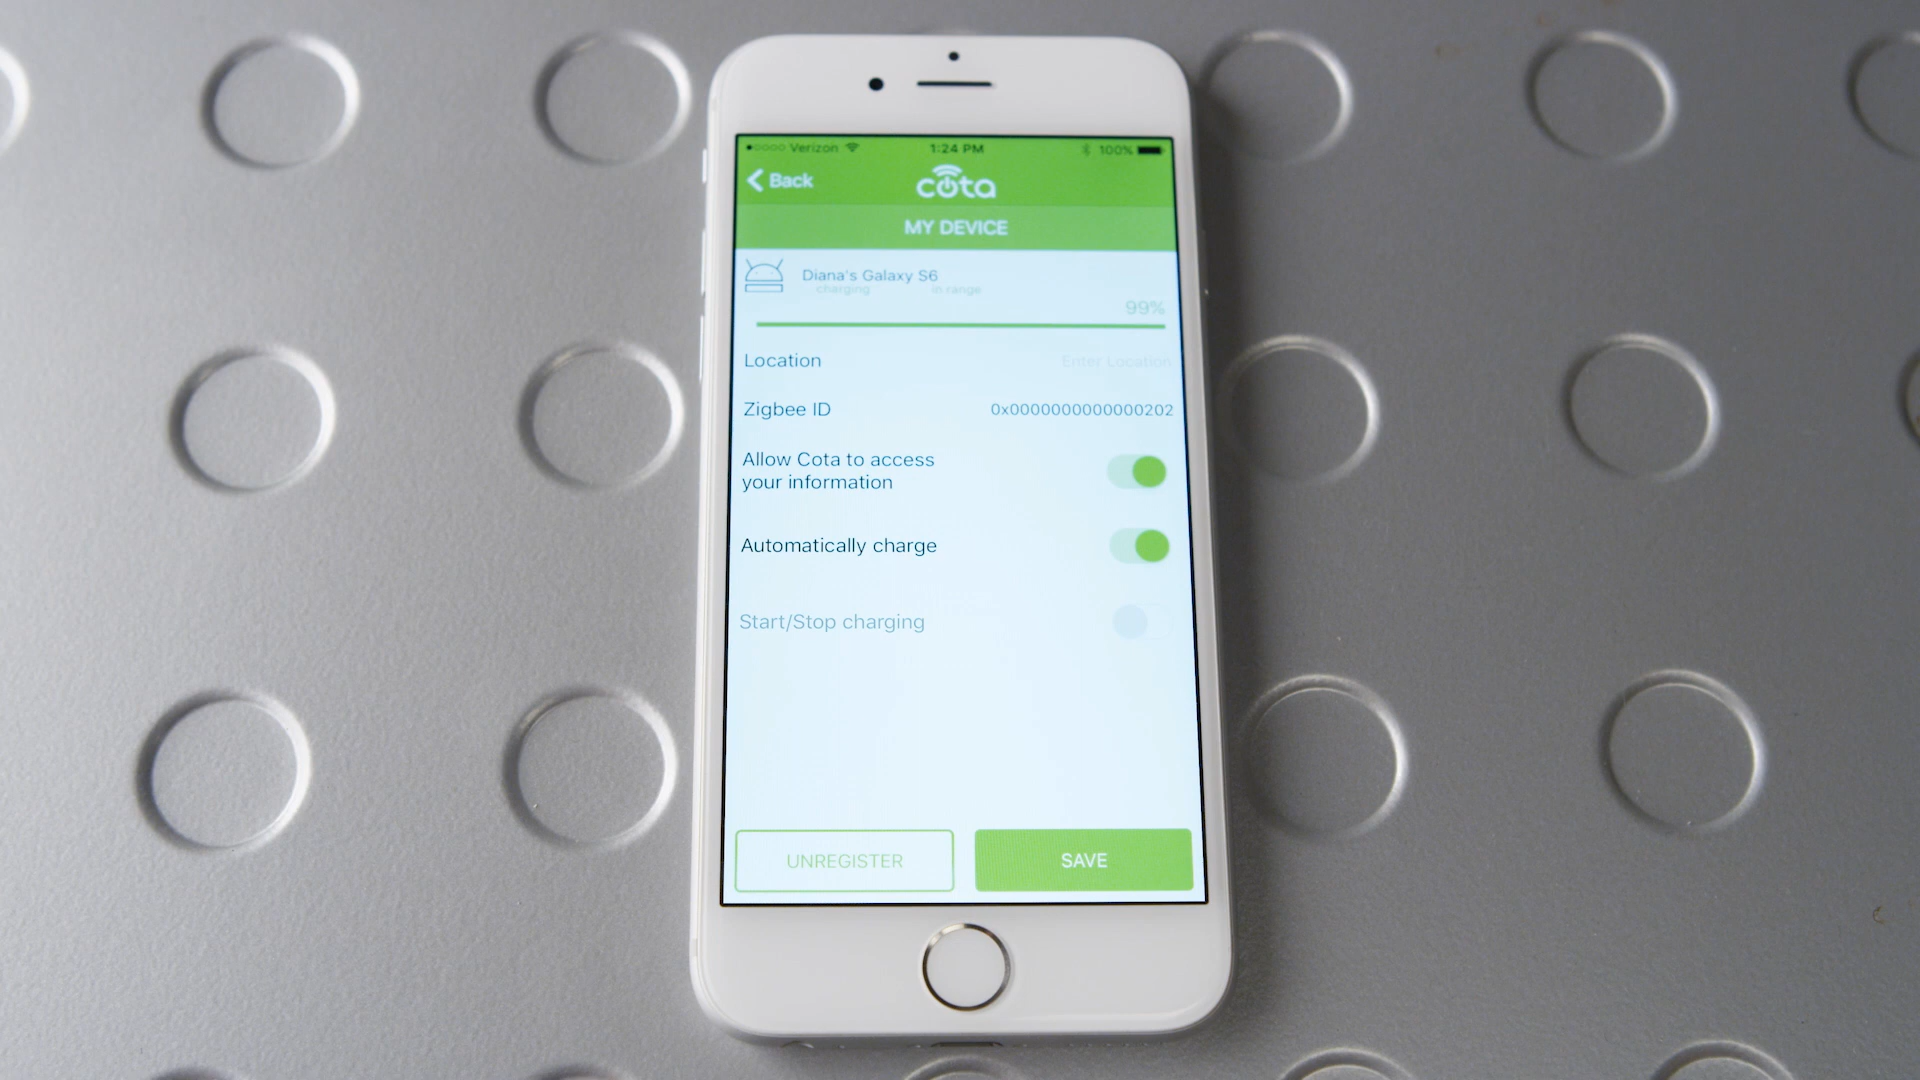 Verizon 1:24 PM 100%
Back cota
MY DEVICE
Diana's Galaxy S6
charging in range
99%
Location Enter Location
Zigbee ID 0x0000000000000202
Allow Cota to access
your information
Automatically charge
Start/Stop charging
UNREGISTER SAVE